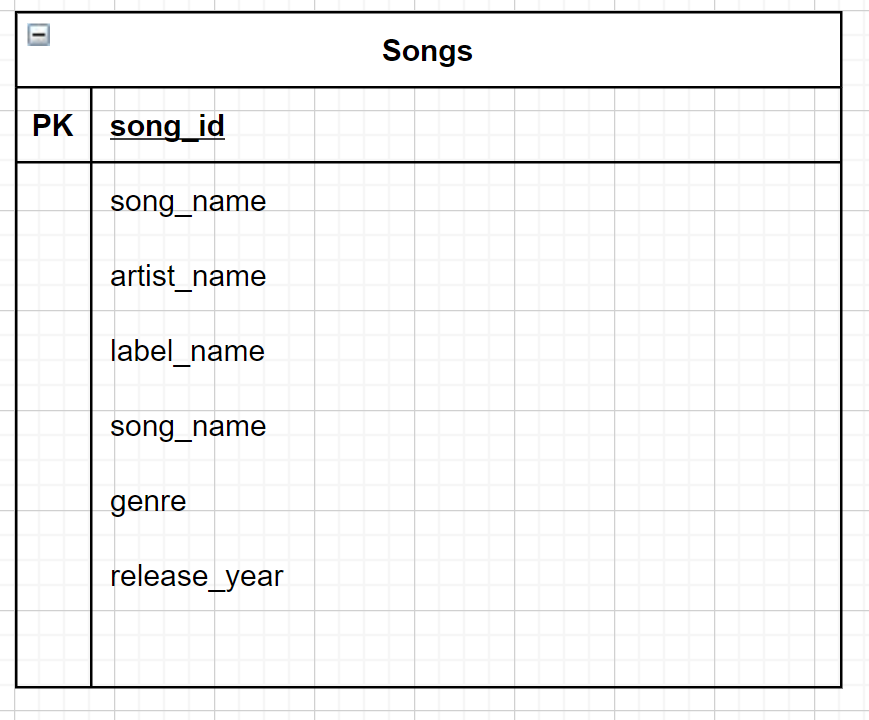 Songs
PK song_id
song_name
artist_name
label_name
song_name
genre
release_year